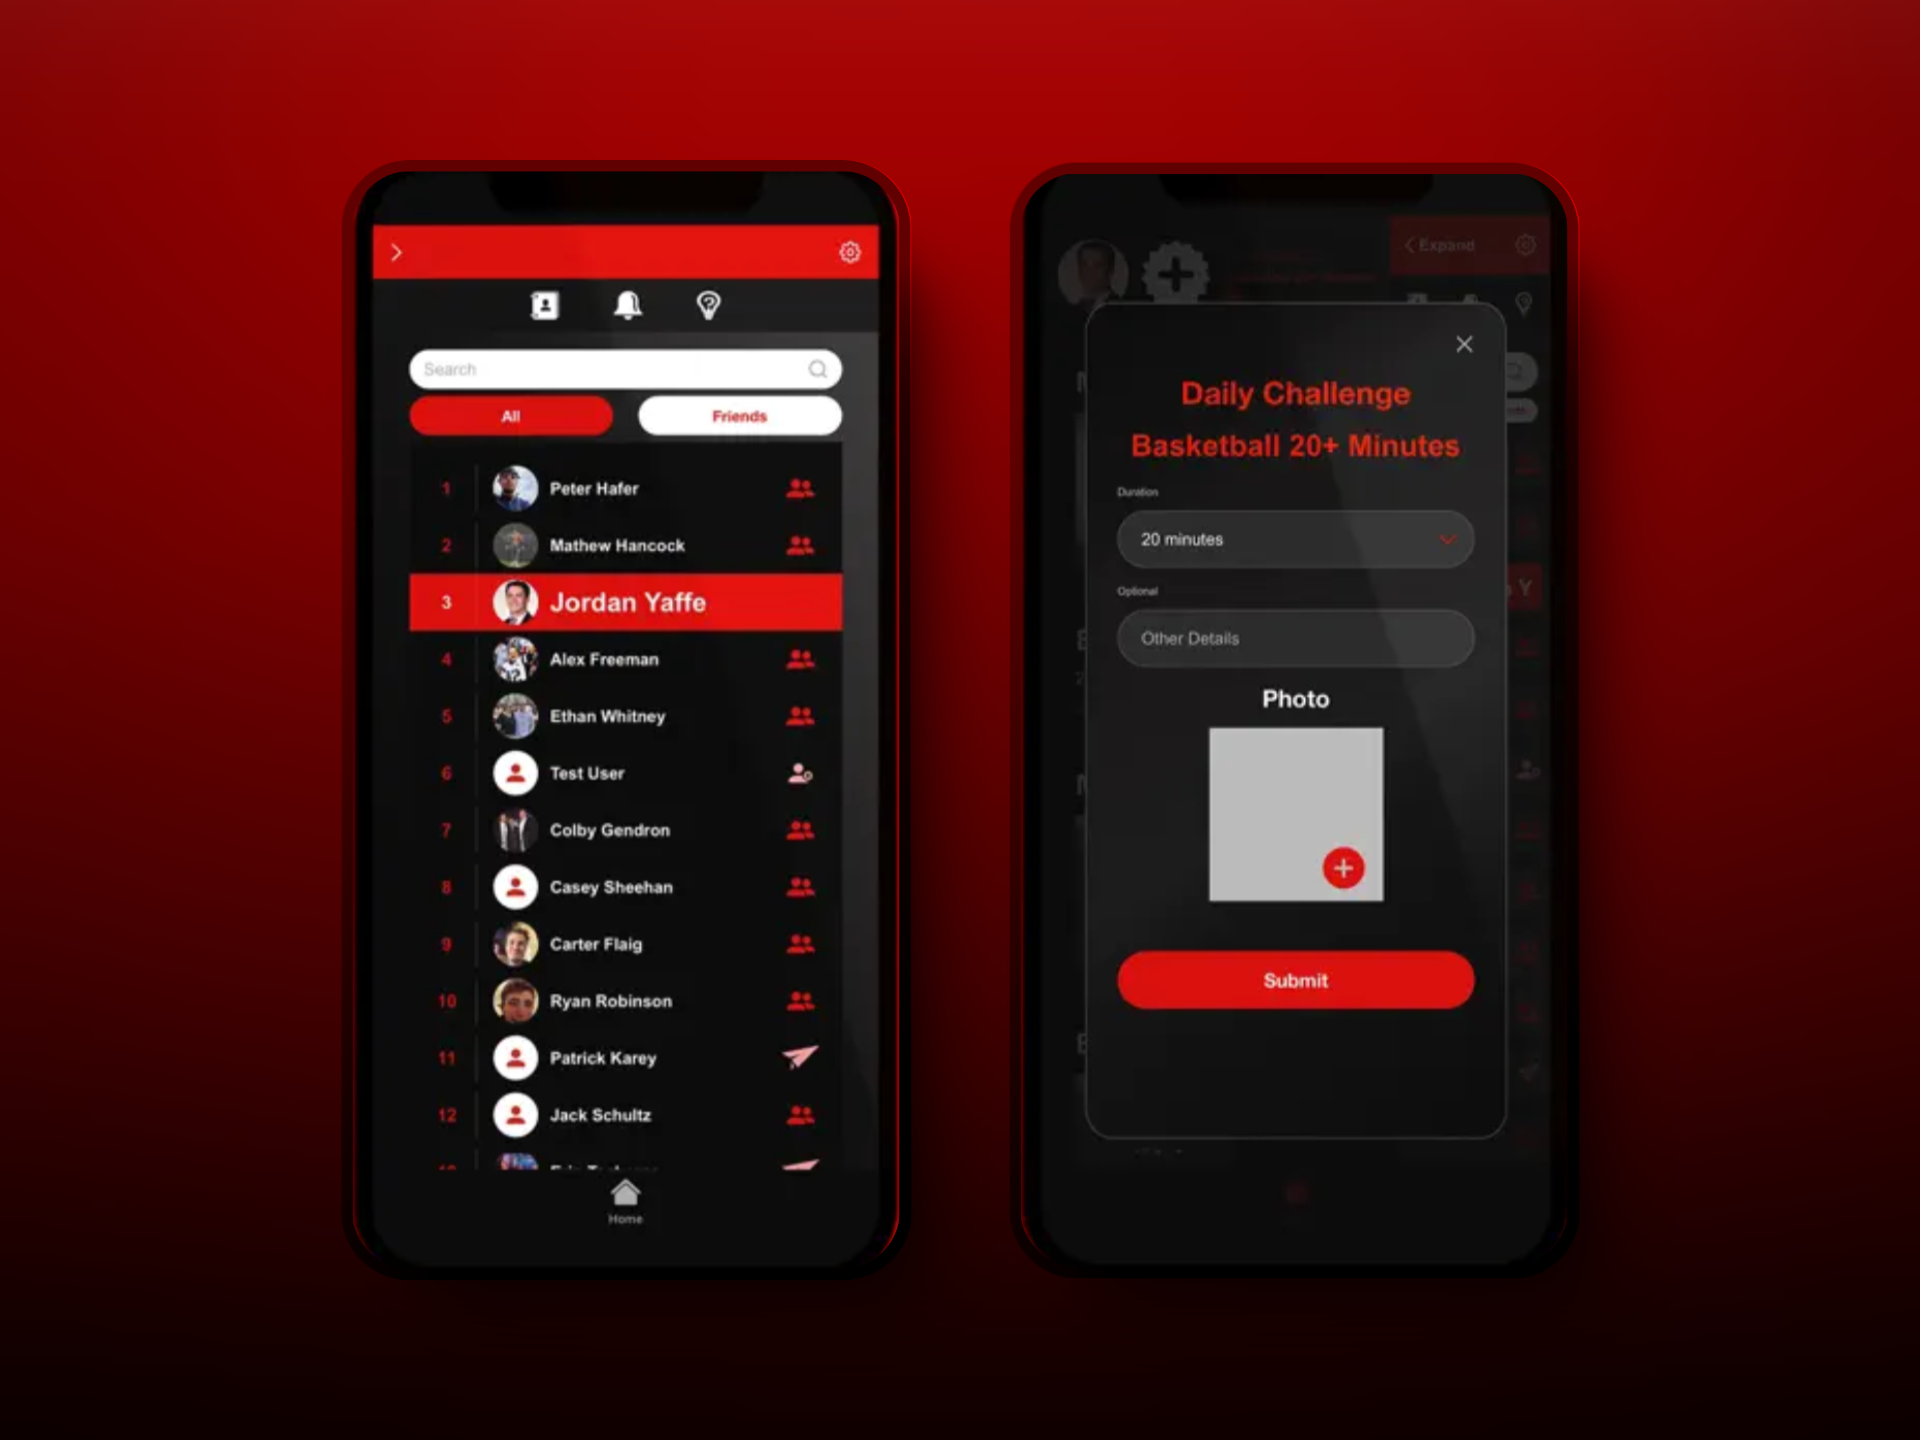 Search
All
Friends
1
Peter Hafer
2
Mathew Hancock
3
Jordan Yaffe
4
Alex Freeman
5
Ethan Whitney
6
Test User
7
Colby Gendron
8
Casey Sheehan
9
Carter Flaig
10
Ryan Robinson
11
Patrick Karey
12
Jack Schultz
Home
Expand
Daily Challenge
Basketball 20+ Minutes
Duration
20 minutes
Optional
Other Details
Photo
Submit
Y